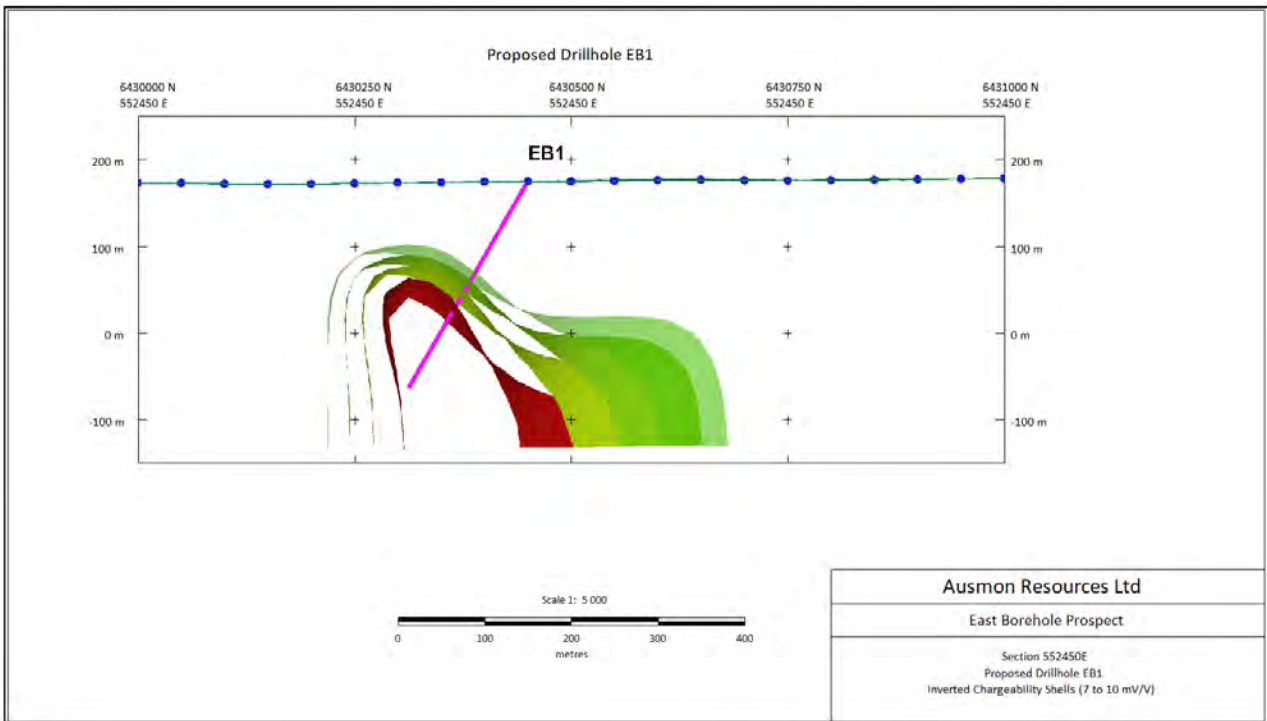 Proposed Drillhole EB1
6430000 N 6430250 N 6430500 N 6430750 N 6431000 N
552450 E 552450 E 552450 E 552450 E 552450 E
EB1
200 m 200 m
100 m 100 m
0 m 0 m
-100 m -100 m
Scale 1: 5 000
0 100 200 300 400
metres
Ausmon Resources Ltd
East Borehole Prospect
Section 552450E
Proposed Drillhole EB1
Inverted Chargeability Shells (7 to 10 mV/V)